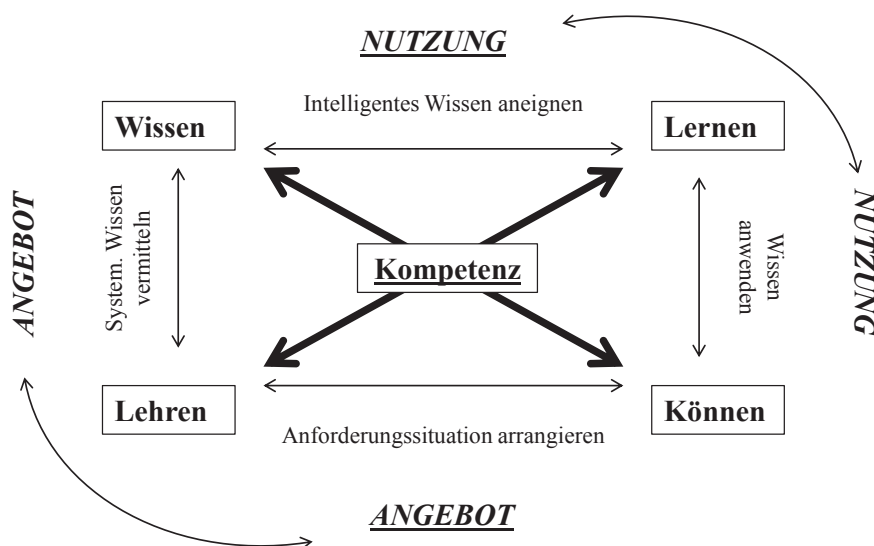 NUTZUNG
Intelligentes Wissen aneignen
Wissen
Lernen
ANGEBOT
System. Wissen
vermitteln
Kompetenz
Wissen
anwenden
NUTZUNG
Lehren
Können
Anforderungssituation arrangieren
ANGEBOT